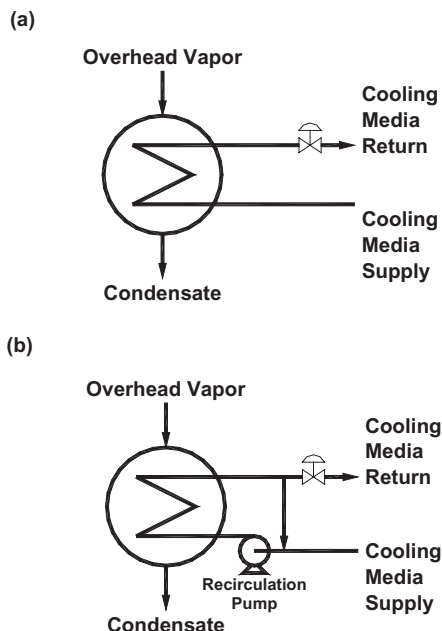 (a)
Overhead Vapor
Cooling
Media
Return
Cooling
Media
Supply
Condensate
(b)
Overhead Vapor
Cooling
Media
Return
Cooling
Media
Supply
Recirculation
Pump
Condensate